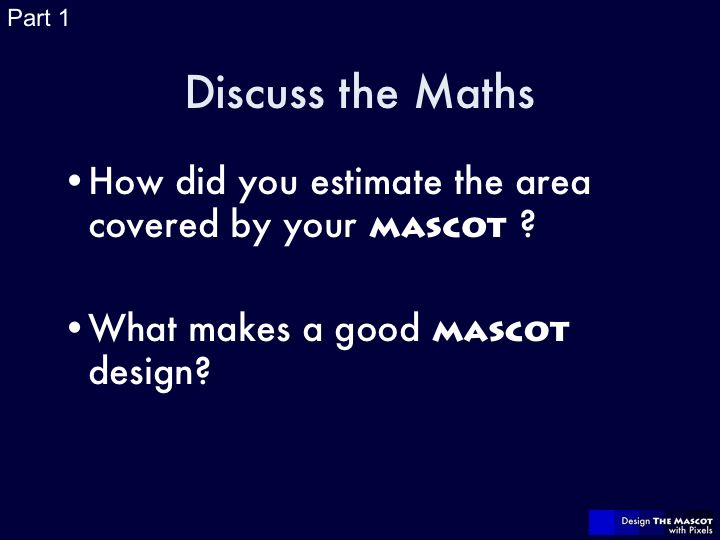 Part 1
Discuss the Maths
•How did you estimate the area
covered by your MASCOT ?
•What makes a good MASCOT
design?
Design THE MASCOT
with Pixels